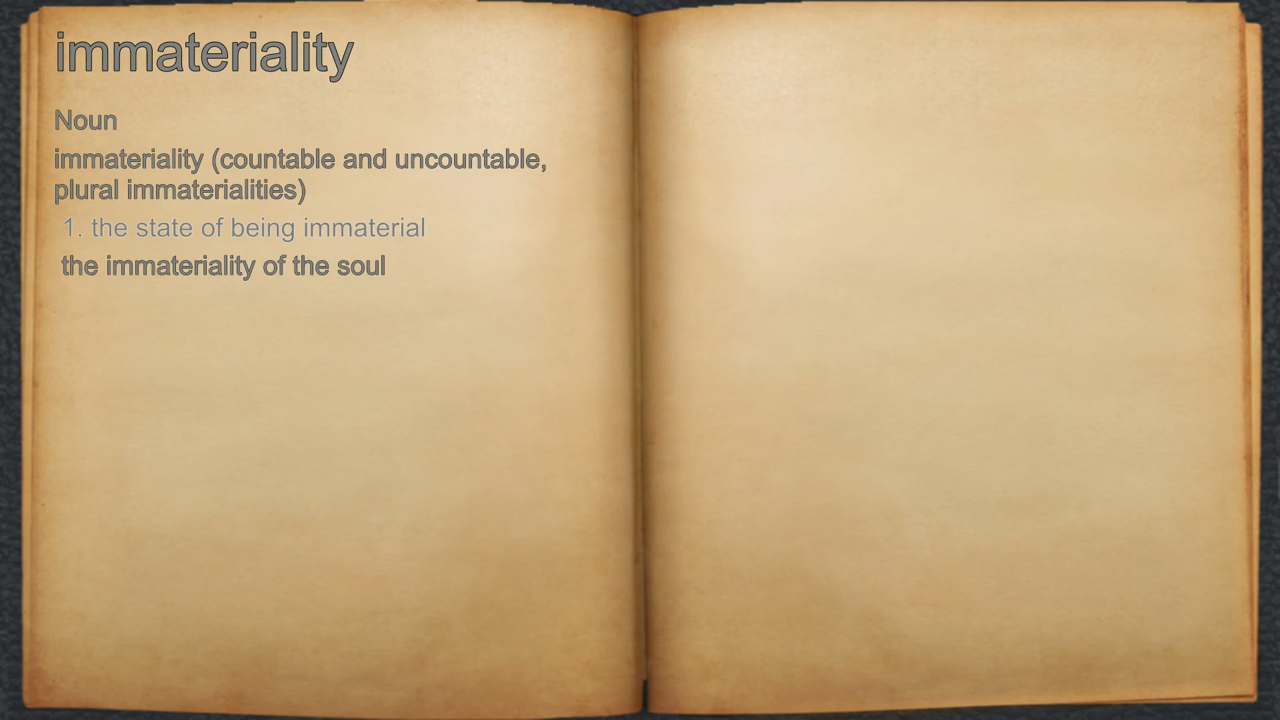 immateriality
Noun
immateriality (countable and uncountable,
plural immaterialities)
1. the state of being immaterial
the immateriality of the soul